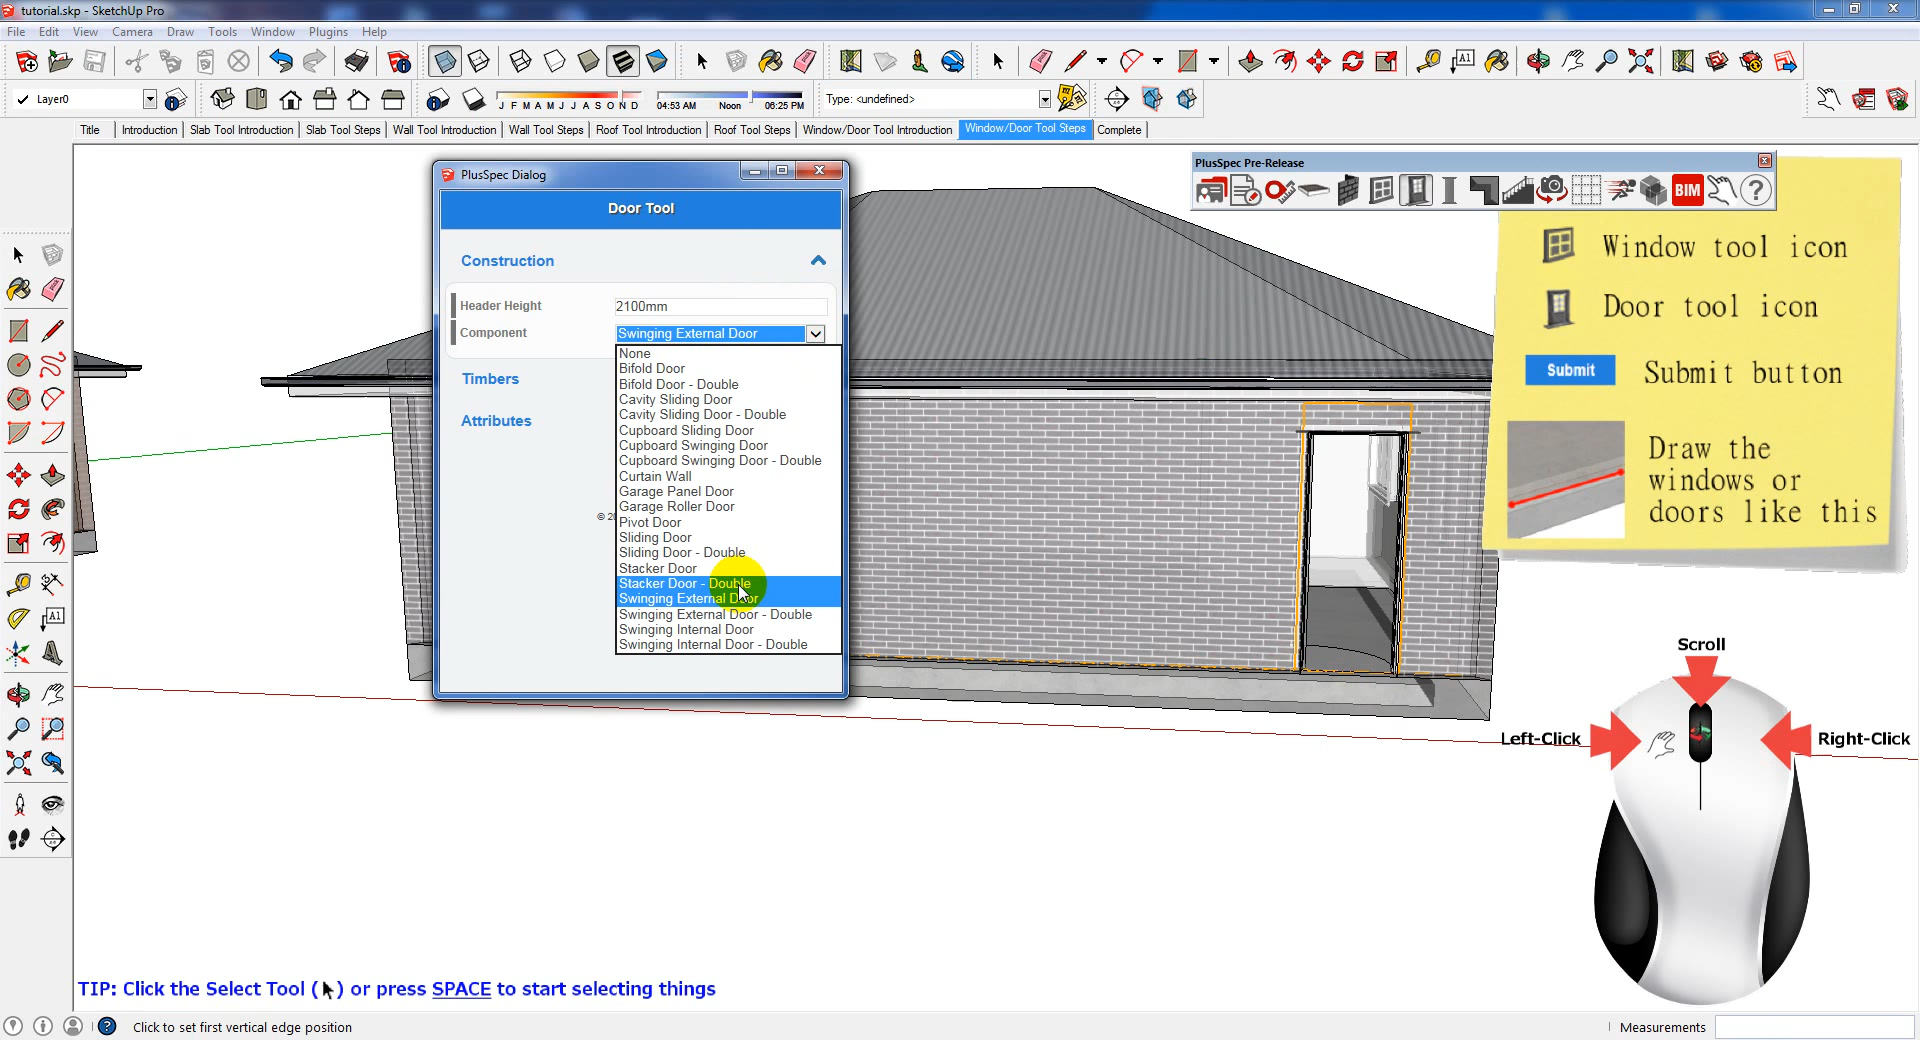 tutorial.skp - SketchUp Pro
File Edit View Camera Draw Tools Window Plugins Help
Layer0
J F M A M J J A S O N D
04:53 AM Noon 06:25 PM
Type: <undefined>
Title Introduction Slab Tool Introduction Slab Tool Steps Wall Tool Introduction Wall Tool Steps Roof Tool Introduction Roof Tool Steps Window/Door Tool Introduction Window/Door Tool Steps Complete
PlusSpec Dialog
Door Tool
Construction
Header Height 2100mm
Component Swinging External Door
None
Bifold Door
Bifold Door - Double
Cavity Sliding Door
Cavity Sliding Door - Double
Cupboard Sliding Door
Cupboard Swinging Door
Cupboard Swinging Door - Double
Curtain Wall
Garage Panel Door
Garage Roller Door
Pivot Door
Sliding Door
Sliding Door - Double
Stacker Door
Stacker Door - Double
Swinging External Door
Swinging External Door - Double
Swinging Internal Door
Swinging Internal Door - Double
Timbers
Attributes
PlusSpec Pre-Release
BIM
Window tool icon
Door tool icon
Submit Submit button
Draw the
windows or
doors like this
Scroll
Left-Click
Right-Click
TIP: Click the Select Tool ( ) or press SPACE to start selecting things
Click to set first vertical edge position
Measurements